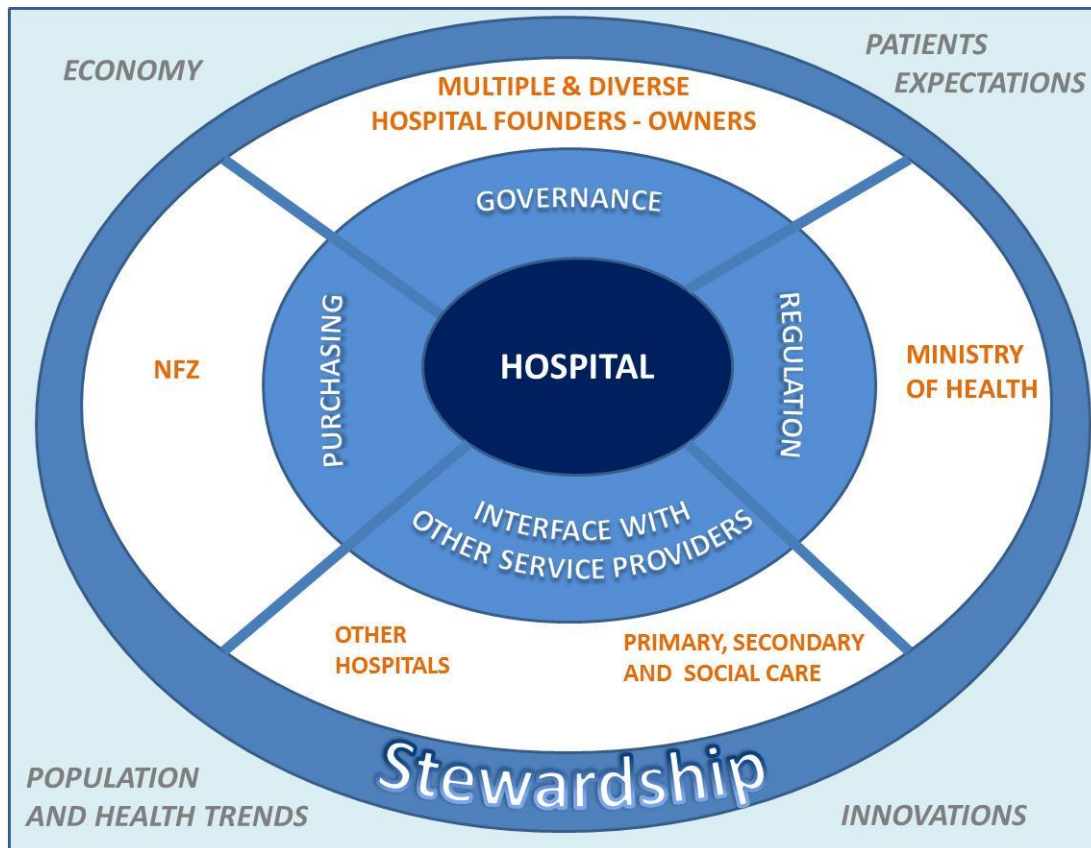 ECONOMY
PATIENTS
EXPECTATIONS
MULTIPLE & DIVERSE
HOSPITAL FOUNDERS - OWNERS
GOVERNANCE
PURCHASING
REGULATION
HOSPITAL
NFZ
MINISTRY
OF HEALTH
INTERFACE WITH
OTHER SERVICE PROVIDERS
OTHER
HOSPITALS
PRIMARY, SECONDARY
AND SOCIAL CARE
Stewardship
POPULATION
AND HEALTH TRENDS
INNOVATIONS